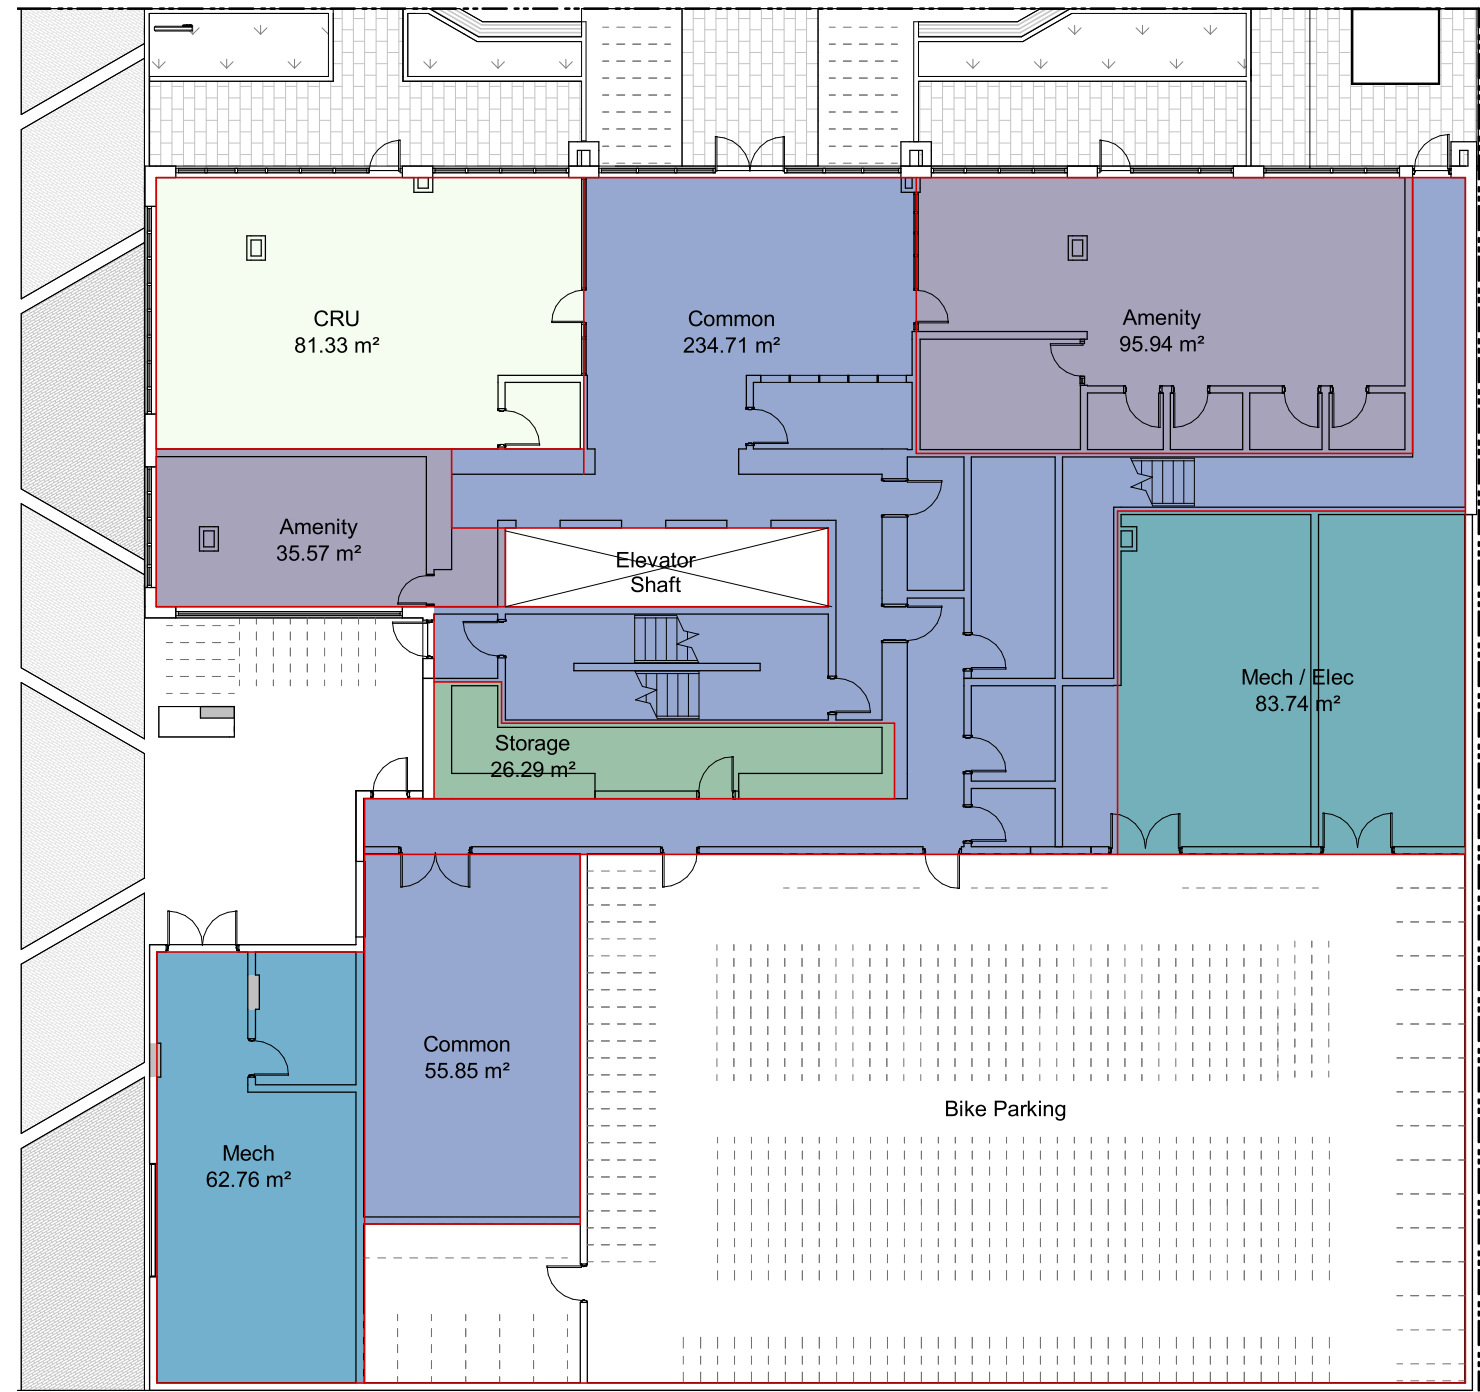 CRU
81.33 m²
Common
234.71 m²
Amenity
95.94 m²
Amenity
35.57 m²
Elevator
Shaft
Mech / Elec
83.74 m²
Storage
26.29 m²
Common
55.85 m²
Bike Parking
Mech
62.76 m²